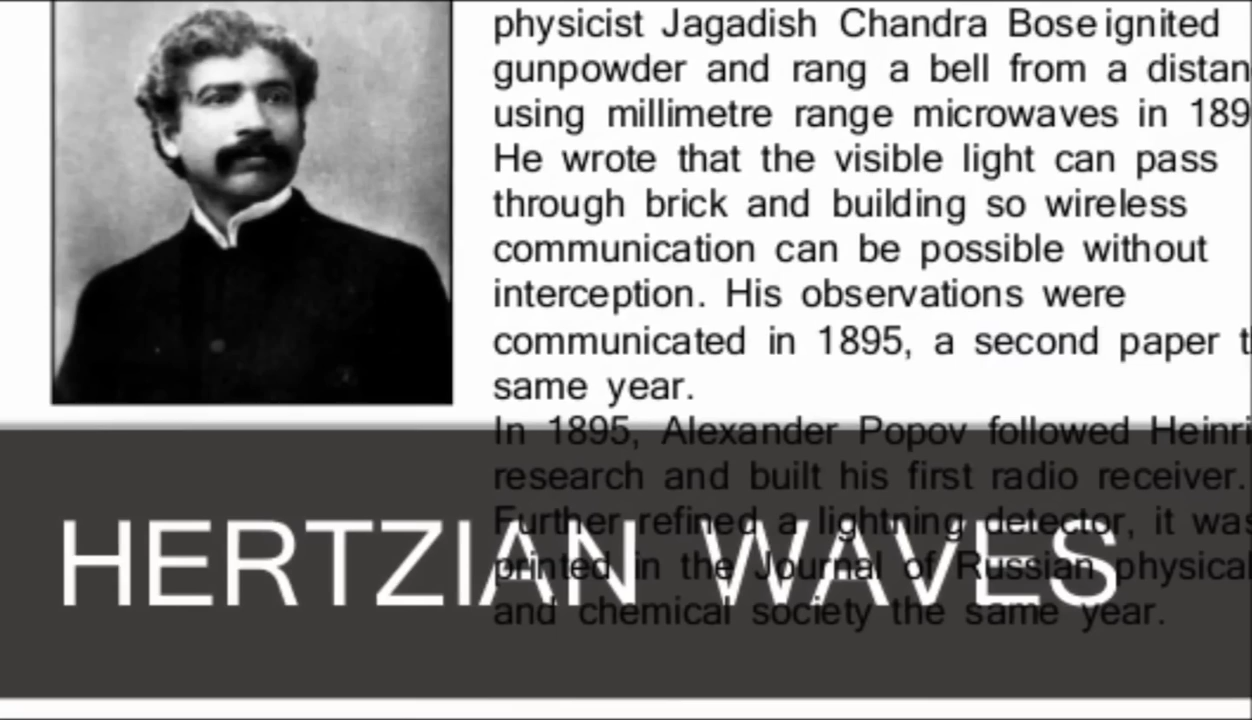 physicist Jagadish Chandra Bose ignited
gunpowder and rang a bell from a distan
using millimetre range microwaves in 189
He wrote that the visible light can pass
through brick and building so wireless
communication can be possible without
interception. His observations were
communicated in 1895, a second paper t
same year.
In 1895, Alexander Popov followed Heinri
research and built his first radio receiver.
Further refined a lightning detector, it was
printed in the Journal of Russian physical
and chemical society the same year.
HERTZIAN WAVES